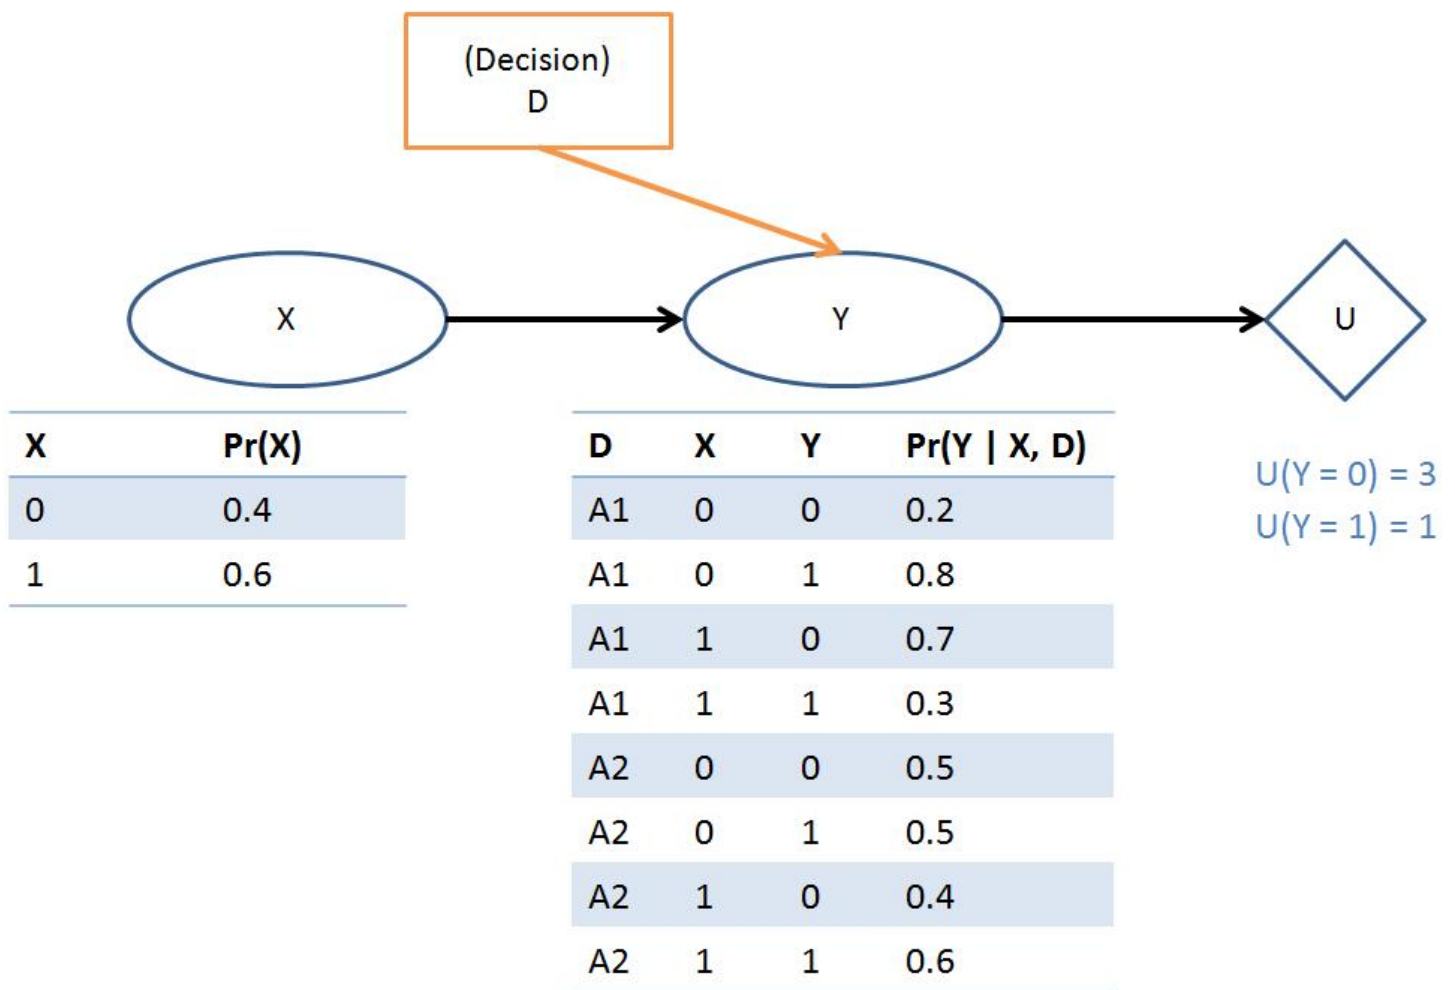 (Decision)
D
X
Y
U
X Pr(X)
0 0.4
1 0.6
D X Y Pr(Y | X, D)
A1 0 0 0.2
A1 0 1 0.8
A1 1 0 0.7
A1 1 1 0.3
A2 0 0 0.5
A2 0 1 0.5
A2 1 0 0.4
A2 1 1 0.6
U(Y = 0) = 3
U(Y = 1) = 1